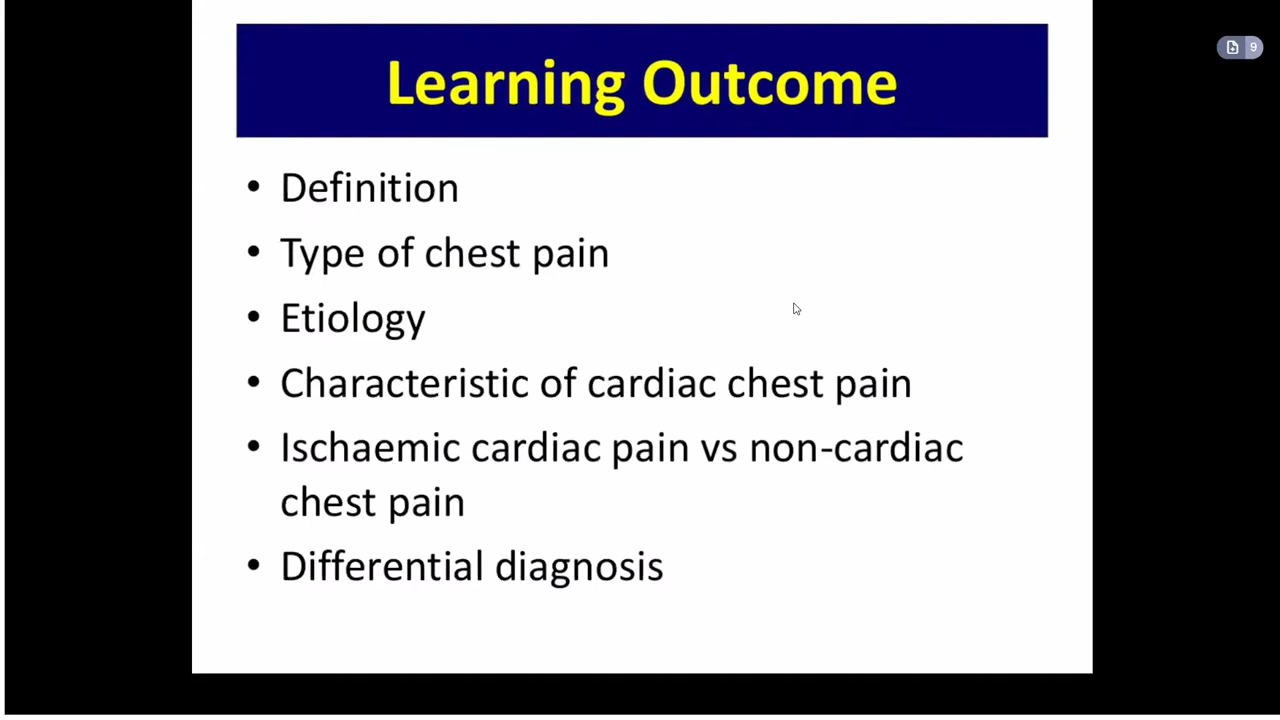 Learning Outcome
• Definition
• Type of chest pain
• Etiology
• Characteristic of cardiac chest pain
• Ischaemic cardiac pain vs non-cardiac
chest pain
• Differential diagnosis
9